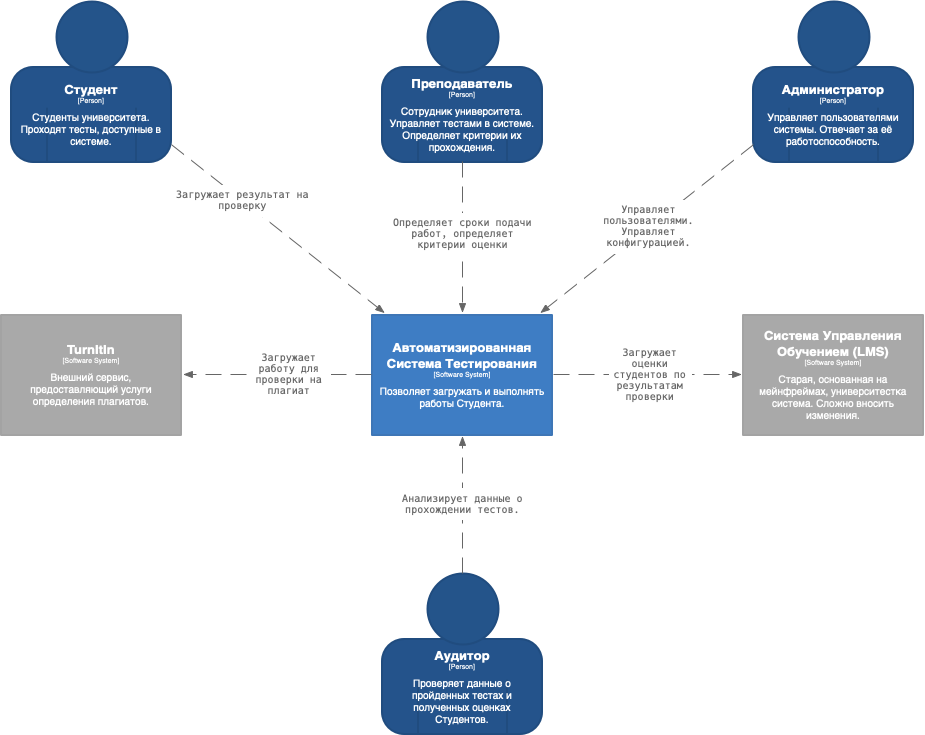 Студент
[Person]
Студенты университета.
Проходят тесты, доступные в
системе.
Преподаватель
[Person]
Сотрудник университета.
Управляет тестами в системе.
Определяет критерии их
прохождения.
Администратор
[Person]
Управляет пользователями
системы. Отвечает за её
работоспособность.
Загружает результат на
проверку
Определяет сроки подачи
работ, определяет
критерии оценки
Управляет
пользователями.
Управляет
конфигурацией.
TurnItIn
[Software System]
Внешний сервис,
предоставляющий услуги
определения плагиатов.
Загружает
работу для
проверки на
плагиат
Автоматизированная
Система Тестирования
[Software System]
Позволяет загружать и выполнять
работы Студента.
Загружает
оценки
студентов по
результатам
проверки
Система Управления
Обучением (LMS)
[Software System]
Старая, основанная на
мейнфреймах, университестка
система. Сложно вносить
изменения.
Анализирует данные о
прохождении тестов.
Аудитор
[Person]
Проверяет данные о
пройденных тестах и
полученных оценках
Студентов.